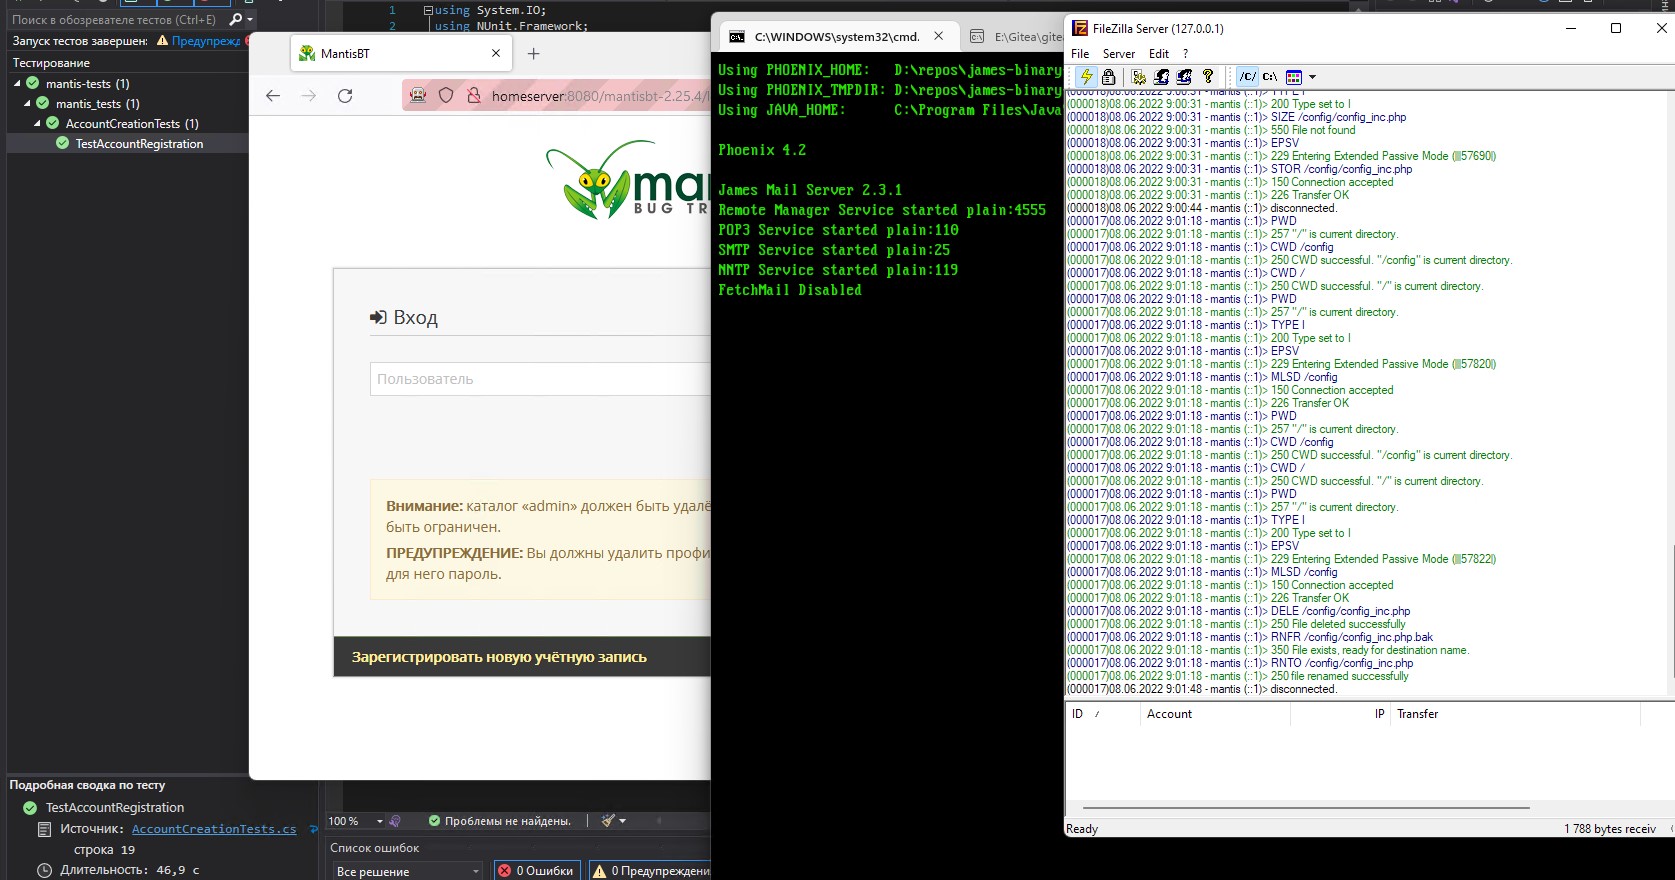 Поиск в обозревателе тестов (Ctrl+E)
Запуск тестов завершен:
Предупрежд
Тестирование
mantis-tests (1)
mantis_tests (1)
AccountCreationTests (1)
TestAccountRegistration
Подробная сводка по тесту
TestAccountRegistration
Источник: AccountCreationTests.cs
строка 19
Длительность: 46,9 с
1 using System.IO;
2 using NUnit.Framework;
100 %
Проблемы не найдены.
Список ошибок
Все решение
0 Ошибки
0 Предупреждени
MantisBT
homeserver:8080/mantisbt-2.25.4/l
man
BUG TR
Вход
Пользователь
Внимание: каталог «admin» должен быть удалё
быть ограничен.
ПРЕДУПРЕЖДЕНИЕ: Вы должны удалить профи
для него пароль.
Зарегистрировать новую учётную запись
C:\WINDOWS\system32\cmd.
E:\Gitea\gitea
Using PHOENIX_HOME: D:\repos\james-binary-
Using PHOENIX_TMPDIR: D:\repos\james-binary-
Using JAVA_HOME: C:\Program Files\Java
Phoenix 4.2
James Mail Server 2.3.1
Remote Manager Service started plain:4555
POP3 Service started plain:110
SMTP Service started plain:25
NNTP Service started plain:119
FetchMail Disabled
FileZilla Server (127.0.0.1)
File Server Edit ?
/C/ C:\
(000018)08.06.2022 9:00:31 - mantis (::1)> TYPE I
(000018)08.06.2022 9:00:31 - mantis (::1)> 200 Type set to I
(000018)08.06.2022 9:00:31 - mantis (::1)> SIZE /config/config_inc.php
(000018)08.06.2022 9:00:31 - mantis (::1)> 550 File not found
(000018)08.06.2022 9:00:31 - mantis (::1)> EPSV
(000018)08.06.2022 9:00:31 - mantis (::1)> 229 Entering Extended Passive Mode (|||57690|)
(000018)08.06.2022 9:00:31 - mantis (::1)> STOR /config/config_inc.php
(000018)08.06.2022 9:00:31 - mantis (::1)> 150 Connection accepted
(000018)08.06.2022 9:00:31 - mantis (::1)> 226 Transfer OK
(000018)08.06.2022 9:00:44 - mantis (::1)> disconnected.
(000017)08.06.2022 9:01:18 - mantis (::1)> PWD
(000017)08.06.2022 9:01:18 - mantis (::1)> 257 "/" is current directory.
(000017)08.06.2022 9:01:18 - mantis (::1)> CWD /config
(000017)08.06.2022 9:01:18 - mantis (::1)> 250 CWD successful. "/config" is current directory.
(000017)08.06.2022 9:01:18 - mantis (::1)> CWD /
(000017)08.06.2022 9:01:18 - mantis (::1)> 250 CWD successful. "/" is current directory.
(000017)08.06.2022 9:01:18 - mantis (::1)> PWD
(000017)08.06.2022 9:01:18 - mantis (::1)> 257 "/" is current directory.
(000017)08.06.2022 9:01:18 - mantis (::1)> TYPE I
(000017)08.06.2022 9:01:18 - mantis (::1)> 200 Type set to I
(000017)08.06.2022 9:01:18 - mantis (::1)> EPSV
(000017)08.06.2022 9:01:18 - mantis (::1)> 229 Entering Extended Passive Mode (|||57820|)
(000017)08.06.2022 9:01:18 - mantis (::1)> MLSD /config
(000017)08.06.2022 9:01:18 - mantis (::1)> 150 Connection accepted
(000017)08.06.2022 9:01:18 - mantis (::1)> 226 Transfer OK
(000017)08.06.2022 9:01:18 - mantis (::1)> PWD
(000017)08.06.2022 9:01:18 - mantis (::1)> 257 "/" is current directory.
(000017)08.06.2022 9:01:18 - mantis (::1)> CWD /config
(000017)08.06.2022 9:01:18 - mantis (::1)> 250 CWD successful. "/config" is current directory.
(000017)08.06.2022 9:01:18 - mantis (::1)> CWD /
(000017)08.06.2022 9:01:18 - mantis (::1)> 250 CWD successful. "/" is current directory.
(000017)08.06.2022 9:01:18 - mantis (::1)> PWD
(000017)08.06.2022 9:01:18 - mantis (::1)> 257 "/" is current directory.
(000017)08.06.2022 9:01:18 - mantis (::1)> TYPE I
(000017)08.06.2022 9:01:18 - mantis (::1)> 200 Type set to I
(000017)08.06.2022 9:01:18 - mantis (::1)> EPSV
(000017)08.06.2022 9:01:18 - mantis (::1)> 229 Entering Extended Passive Mode (|||57822|)
(000017)08.06.2022 9:01:18 - mantis (::1)> MLSD /config
(000017)08.06.2022 9:01:18 - mantis (::1)> 150 Connection accepted
(000017)08.06.2022 9:01:18 - mantis (::1)> 226 Transfer OK
(000017)08.06.2022 9:01:18 - mantis (::1)> DELE /config/config_inc.php
(000017)08.06.2022 9:01:18 - mantis (::1)> 250 File deleted successfully
(000017)08.06.2022 9:01:18 - mantis (::1)> RNFR /config/config_inc.php.bak
(000017)08.06.2022 9:01:18 - mantis (::1)> 350 File exists, ready for destination name.
(000017)08.06.2022 9:01:18 - mantis (::1)> RNTO /config/config_inc.php
(000017)08.06.2022 9:01:18 - mantis (::1)> 250 file renamed successfully
(000017)08.06.2022 9:01:48 - mantis (::1)> disconnected.
ID / Account IP Transfer
Ready
1 788 bytes receiv